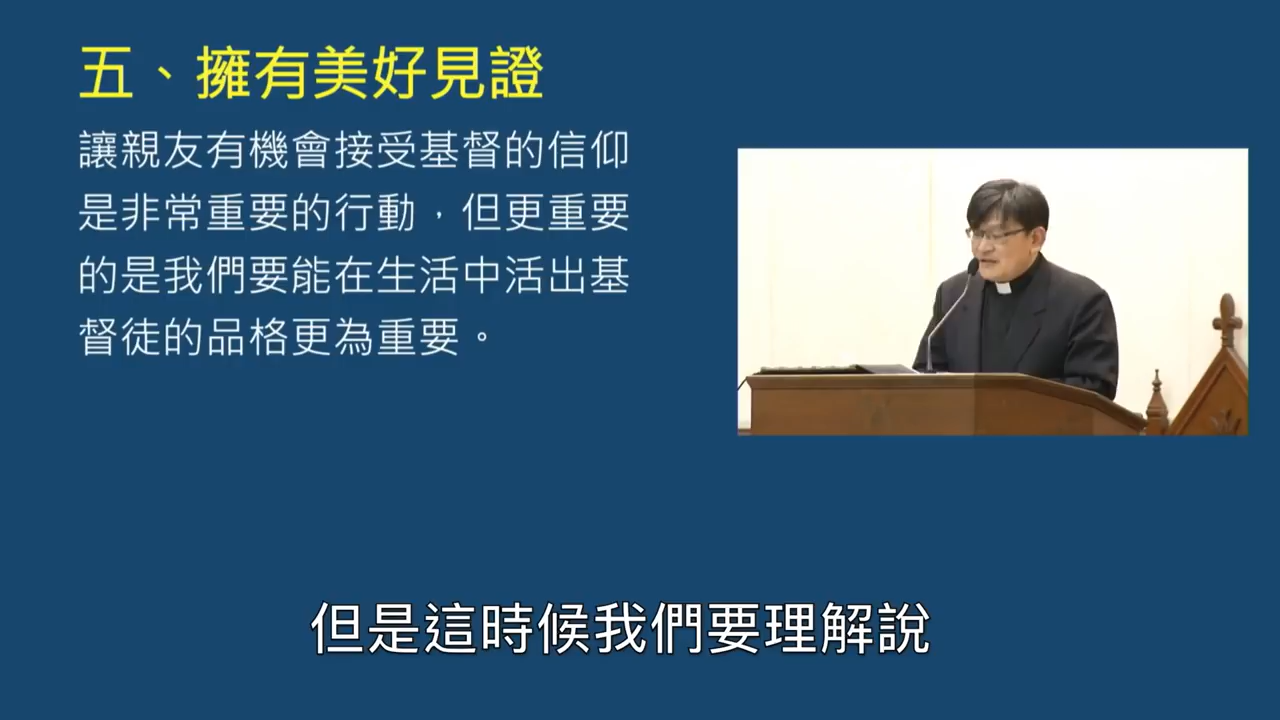 五、擁有美好見證
讓親友有機會接受基督的信仰
是非常重要的行動，但更重要
的是我們要能在生活中活出基
督徒的品格更為重要。
但是這時候我們要理解說